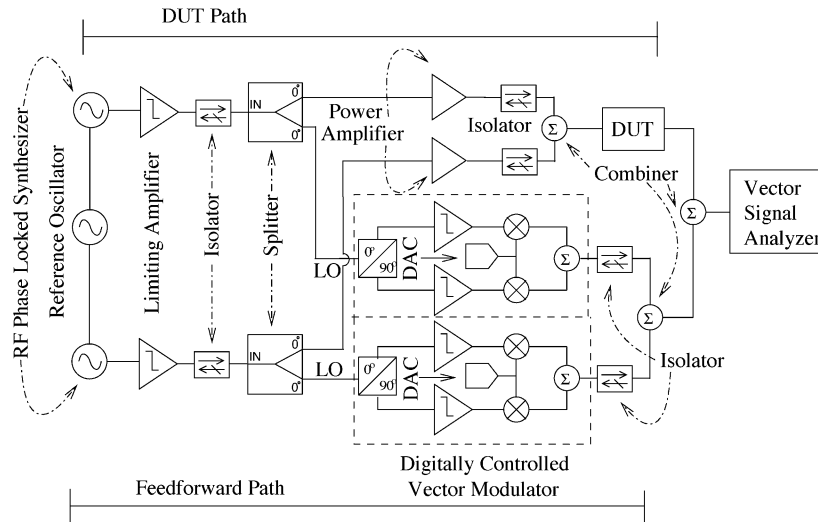 DUT Path
RF Phase Locked Synthesizer
Reference Oscillator
Limiting Amplifier
Isolator
Splitter
IN
0°
0°
Power
Amplifier
Isolator
Σ
DUT
Combiner
Σ
Vector
Signal
Analyzer
LO
0°
90°
DAC
Σ
Σ
IN
0°
0°
LO
0°
90°
DAC
Σ
Isolator
Digitally Controlled
Vector Modulator
Feedforward Path